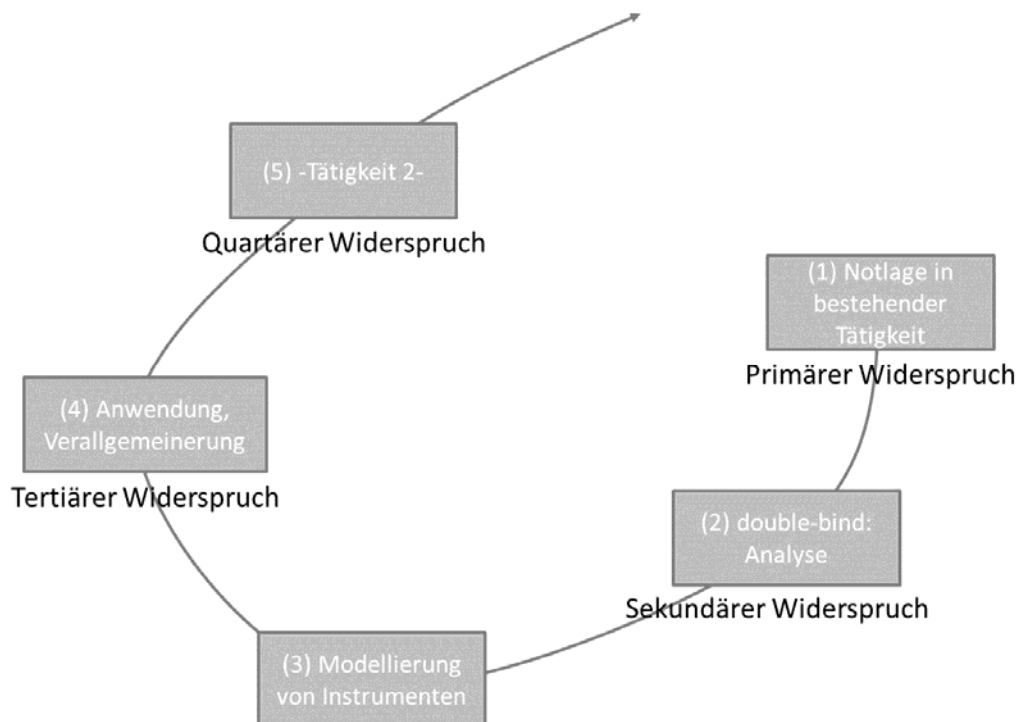 (5) -Tätigkeit 2-
Quartärer Widerspruch
(1) Notlage in
bestehender
Tätigkeit
Primärer Widerspruch
(4) Anwendung,
Verallgemeinerung
Tertiärer Widerspruch
(2) double-bind:
Analyse
Sekundärer Widerspruch
(3) Modellierung
von Instrumenten